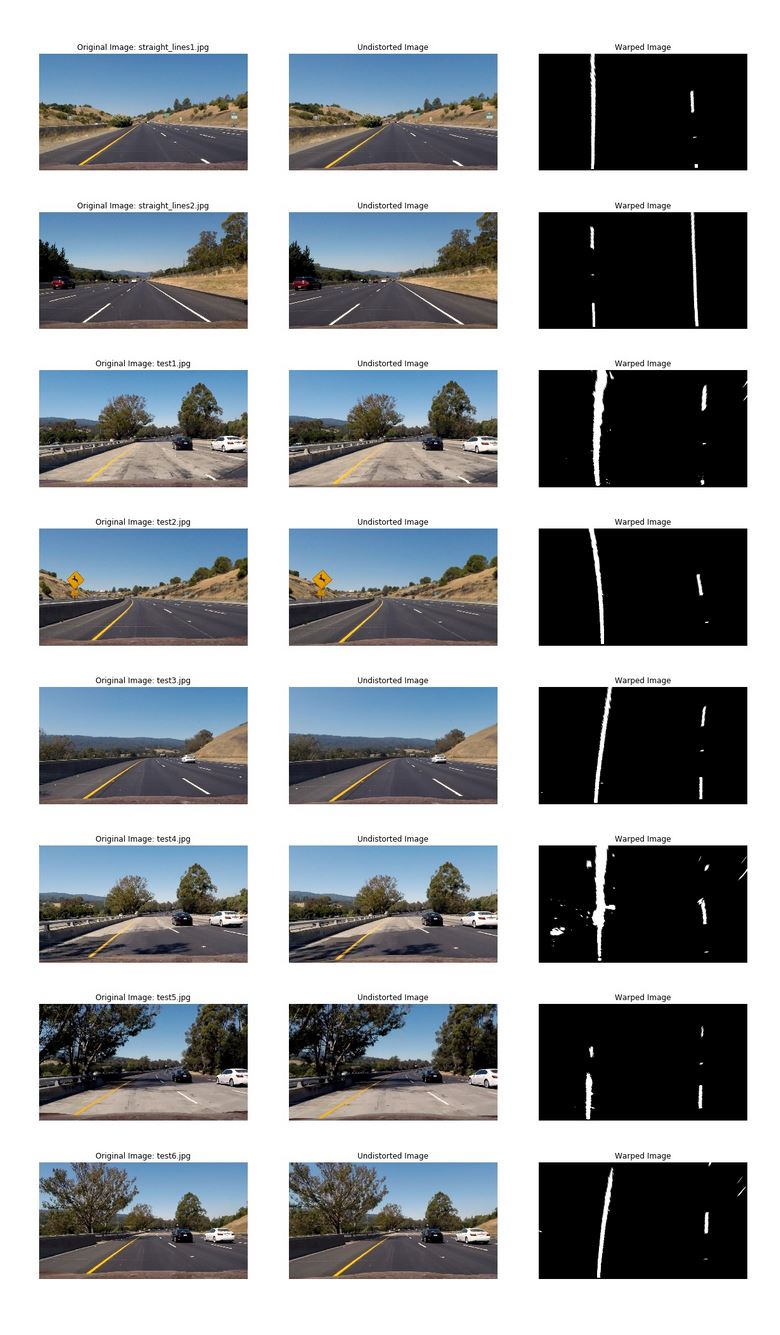 Original Image: straight_lines1.jpg
Undistorted Image
Warped Image
Original Image: straight_lines2.jpg
Undistorted Image
Warped Image
Original Image: test1.jpg
Undistorted Image
Warped Image
Original Image: test2.jpg
Undistorted Image
Warped Image
Original Image: test3.jpg
Undistorted Image
Warped Image
Original Image: test4.jpg
Undistorted Image
Warped Image
Original Image: test5.jpg
Undistorted Image
Warped Image
Original Image: test6.jpg
Undistorted Image
Warped Image